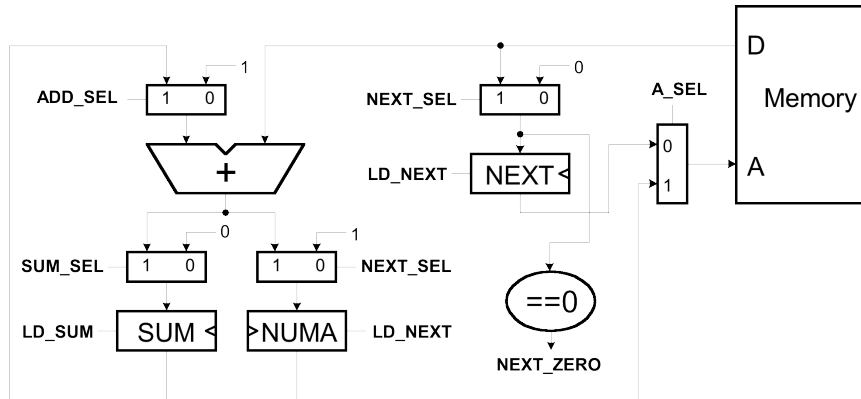 D
1
0
ADD_SEL
1 0
NEXT_SEL
1 0
A_SEL
Memory
0
A
1
+
LD_NEXT
NEXT <
0
1
SUM_SEL
1 0
1 0
NEXT_SEL
==0
LD_SUM
SUM <
>NUMA
LD_NEXT
NEXT_ZERO